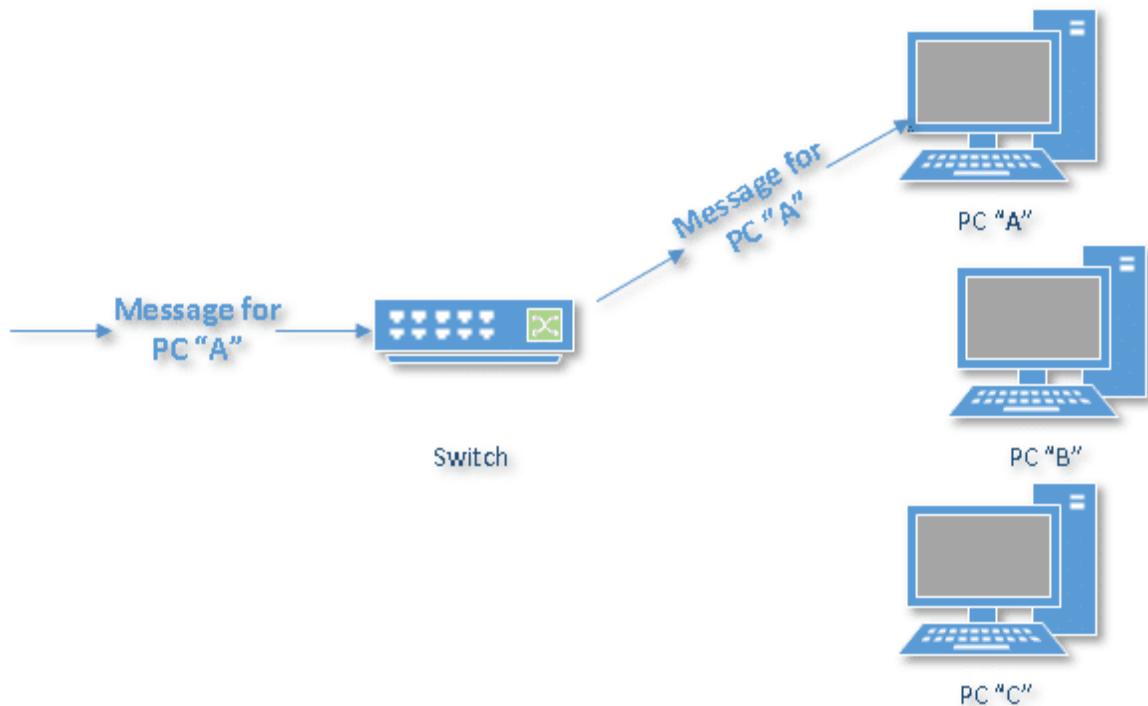 Message for
PC “A”
Message for
PC “A”
Switch
PC “A”
PC “B”
PC “C”